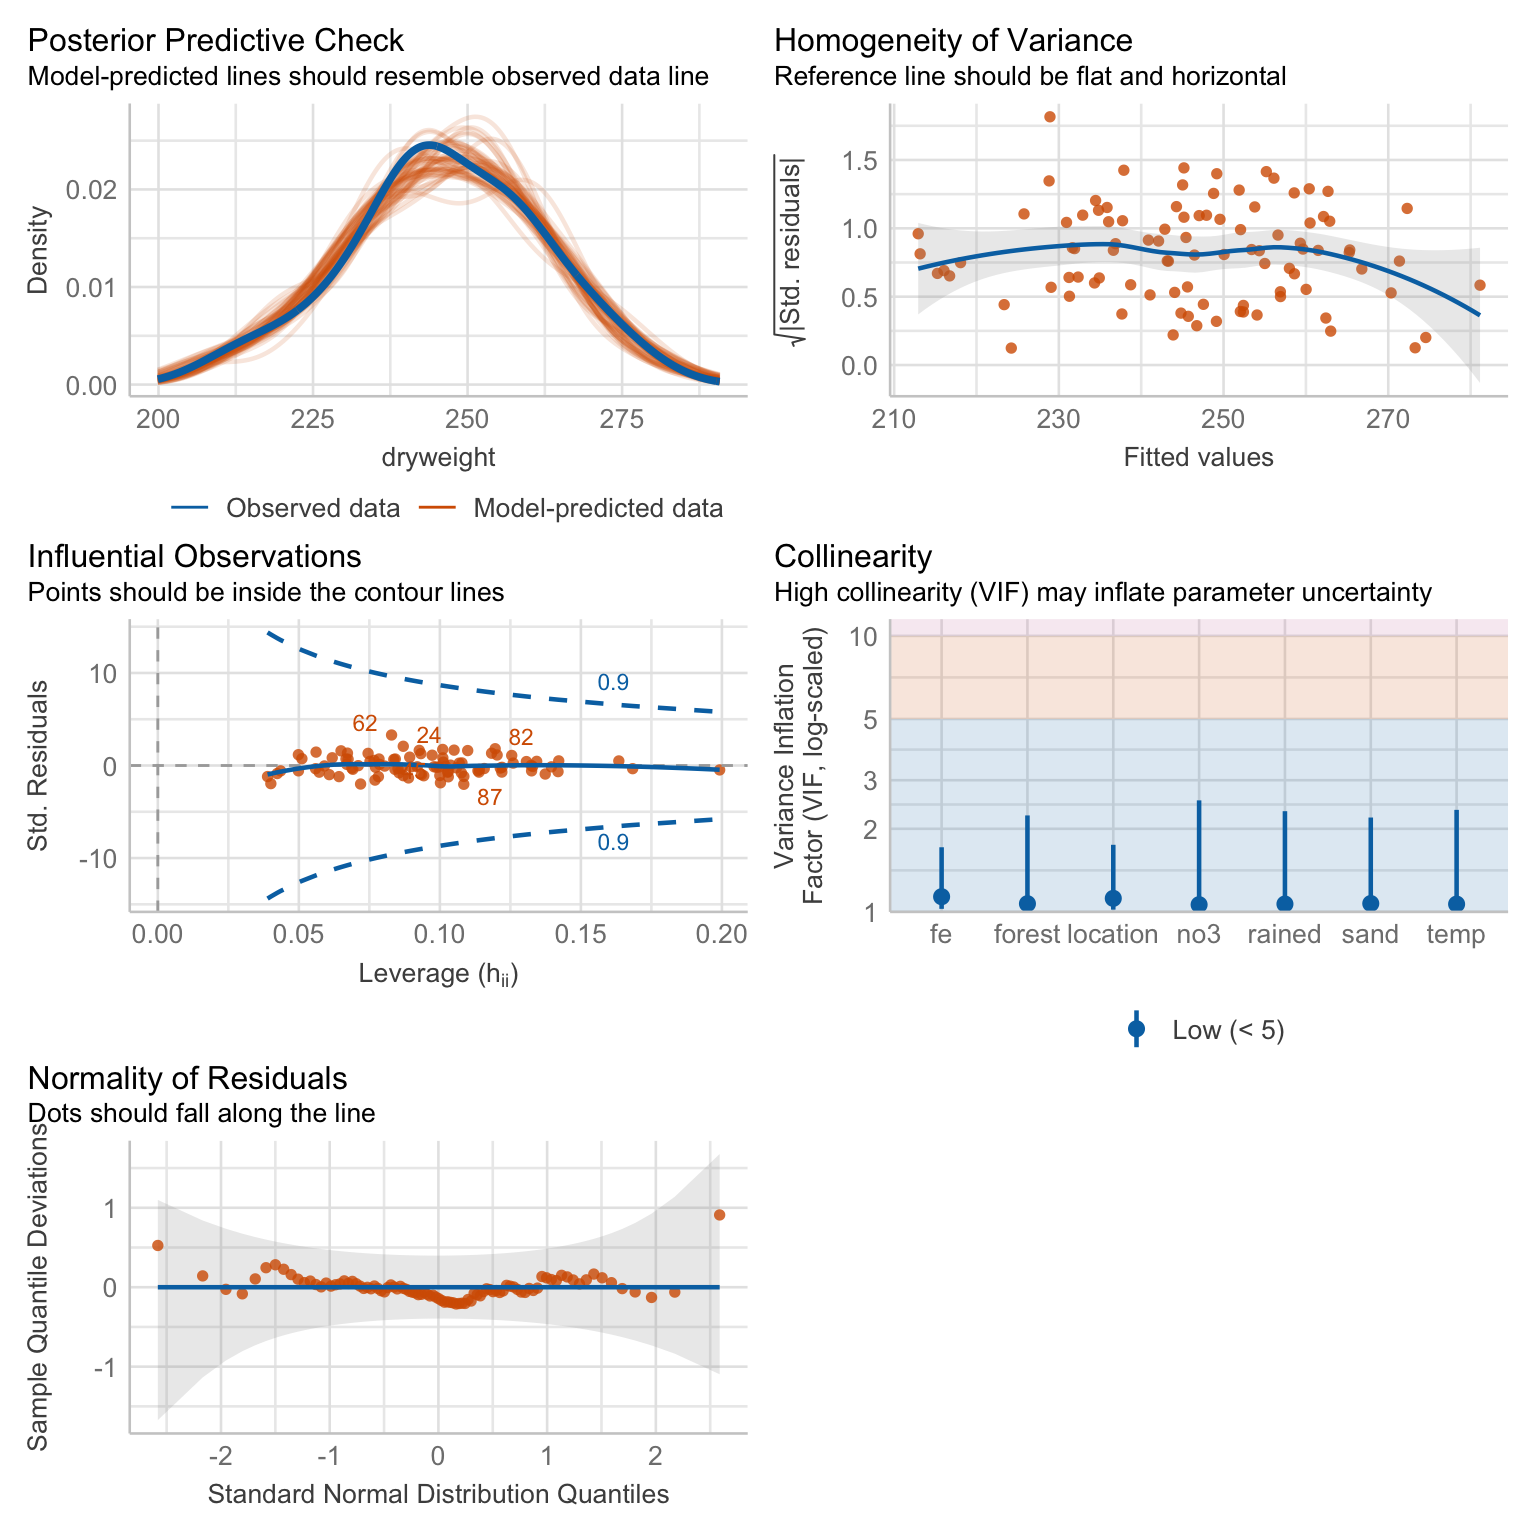 Posterior Predictive Check
Model-predicted lines should resemble observed data line
Density
0.02
0.01
0.00
200 225 250 275
dryweight
Observed data Model-predicted data
Homogeneity of Variance
Reference line should be flat and horizontal
√|Std. residuals|
1.5
1.0
0.5
0.0
210 230 250 270
Fitted values
Influential Observations
Points should be inside the contour lines
Std. Residuals
10
0
-10
0.9
62 24 82
87
0.9
0.00 0.05 0.10 0.15 0.20
Leverage (hii)
Collinearity
High collinearity (VIF) may inflate parameter uncertainty
Variance Inflation
Factor (VIF, log-scaled)
10
5
3
2
1
fe forest location no3 rained sand temp
Low (< 5)
Normality of Residuals
Dots should fall along the line
Sample Quantile Deviations
1
0
-1
-2 -1 0 1 2
Standard Normal Distribution Quantiles